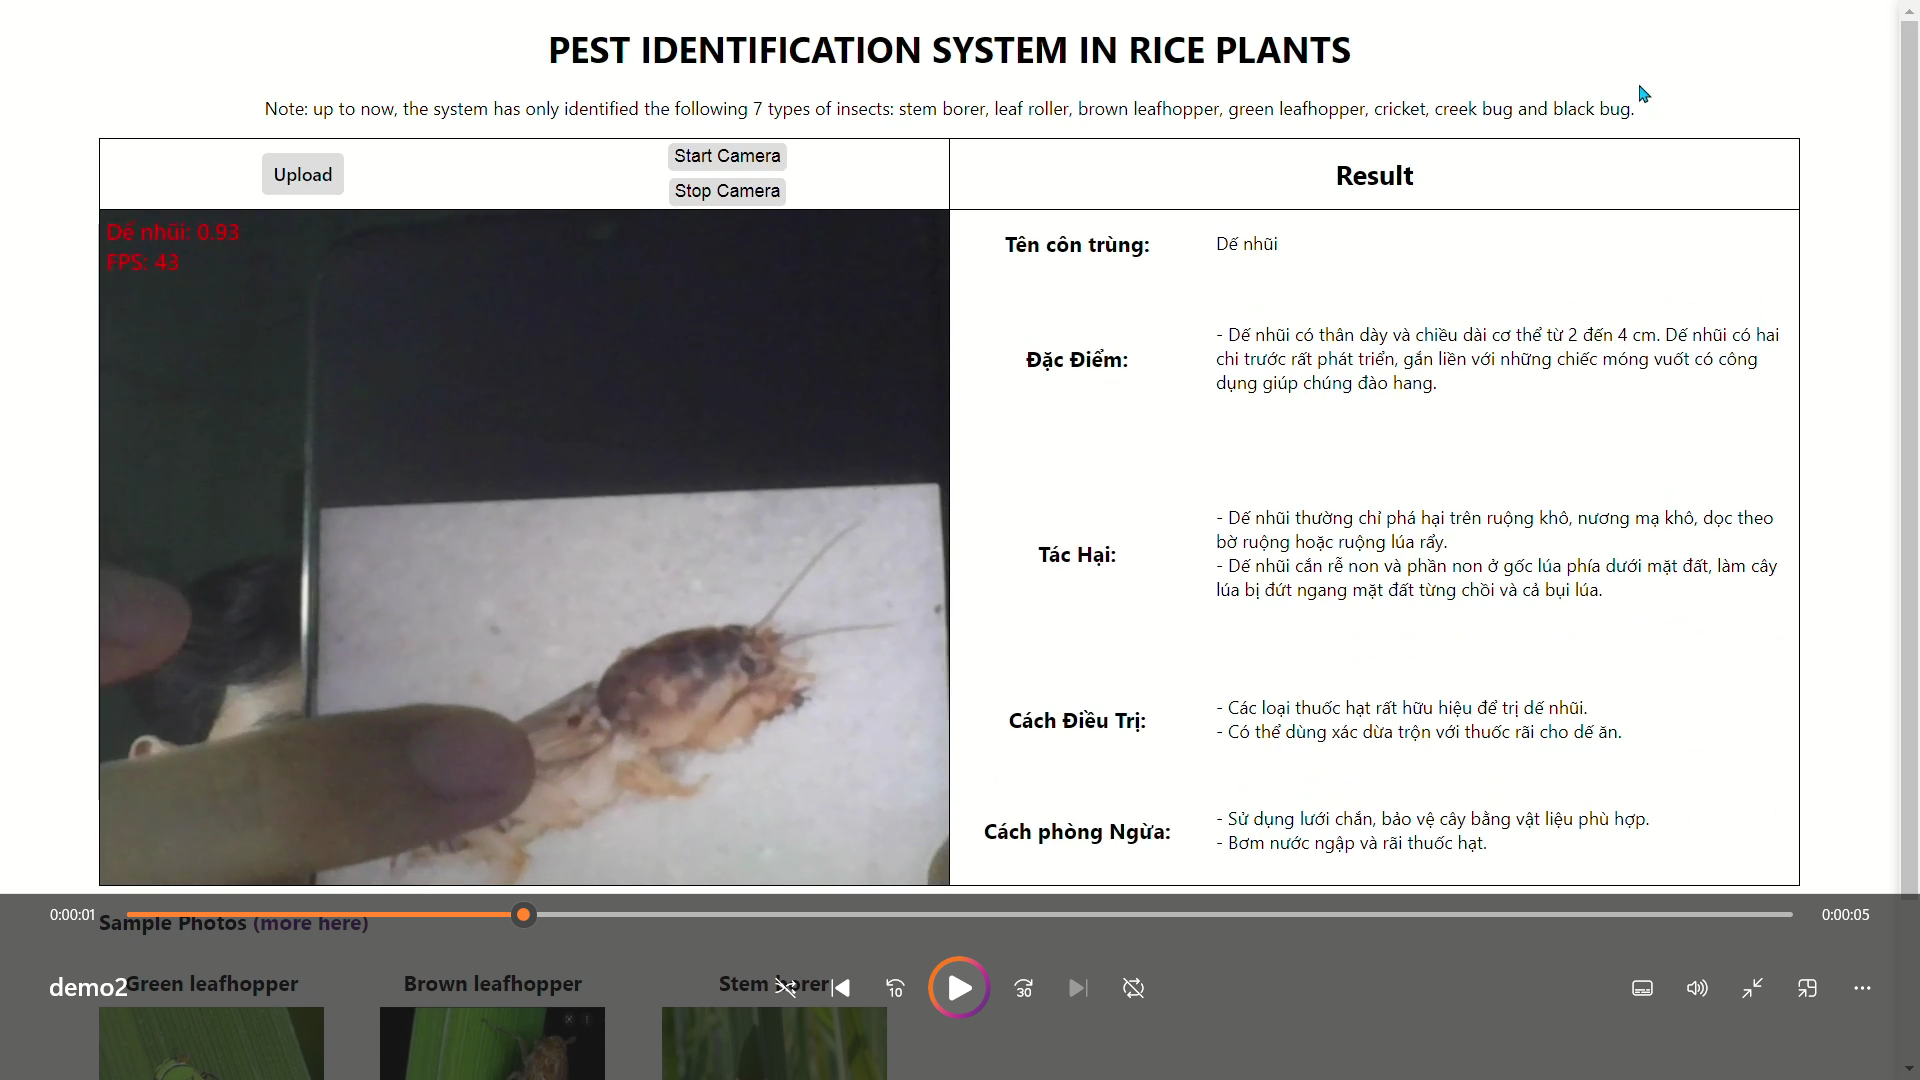 PEST IDENTIFICATION SYSTEM IN RICE PLANTS
Note: up to now, the system has only identified the following 7 types of insects: stem borer, leaf roller, brown leafhopper, green leafhopper, cricket, creek bug and black bug.
Upload
Start Camera
Stop Camera
Result
Dế nhũi: 0.93
FPS: 43
Tên côn trùng:
Dế nhũi
Đặc Điểm:
- Dế nhũi có thân dày và chiều dài cơ thể từ 2 đến 4 cm. Dế nhũi có hai
chi trước rất phát triển, gắn liền với những chiếc móng vuốt có công
dụng giúp chúng đào hang.
Tác Hại:
- Dế nhũi thường chỉ phá hại trên ruộng khô, nương mạ khô, dọc theo
bờ ruộng hoặc ruộng lúa rẩy.
- Dế nhũi cắn rễ non và phần non ở gốc lúa phía dưới mặt đất, làm cây
lúa bị đứt ngang mặt đất từng chồi và cả bụi lúa.
Cách Điều Trị:
- Các loại thuốc hạt rất hữu hiệu để trị dế nhũi.
- Có thể dùng xác dừa trộn với thuốc rãi cho dế ăn.
Cách phòng Ngừa:
- Sử dụng lưới chắn, bảo vệ cây bằng vật liệu phù hợp.
- Bơm nước ngập và rãi thuốc hạt.
0:00:01
0:00:05
Sample Photos (more here)
demo2
Green leafhopper
Brown leafhopper
Stem borer
10
30